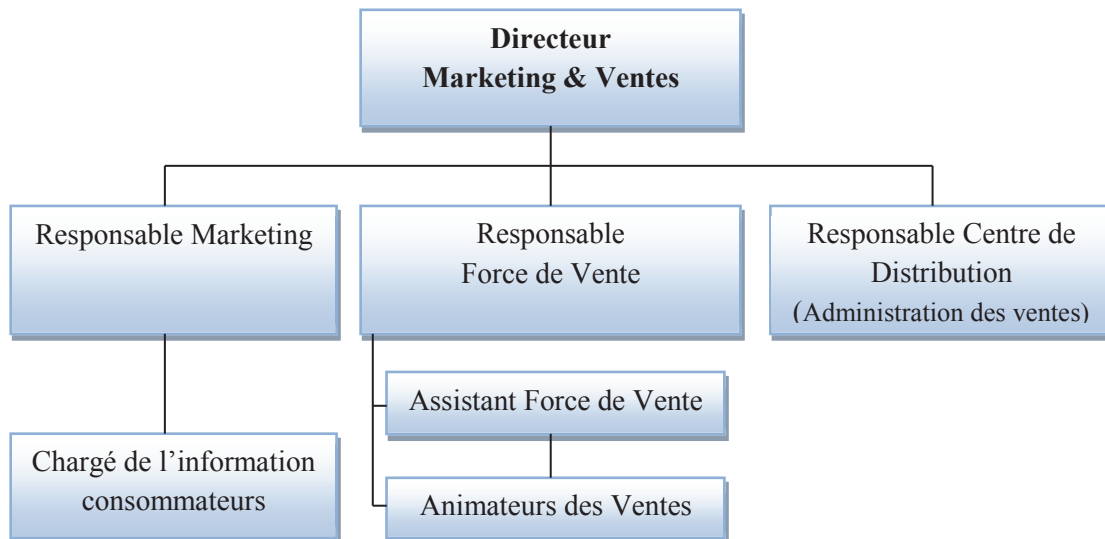 Directeur
Marketing & Ventes
Responsable Marketing
Responsable
Force de Vente
Responsable Centre de
Distribution
(Administration des ventes)
Assistant Force de Vente
Chargé de l’information
consommateurs
Animateurs des Ventes